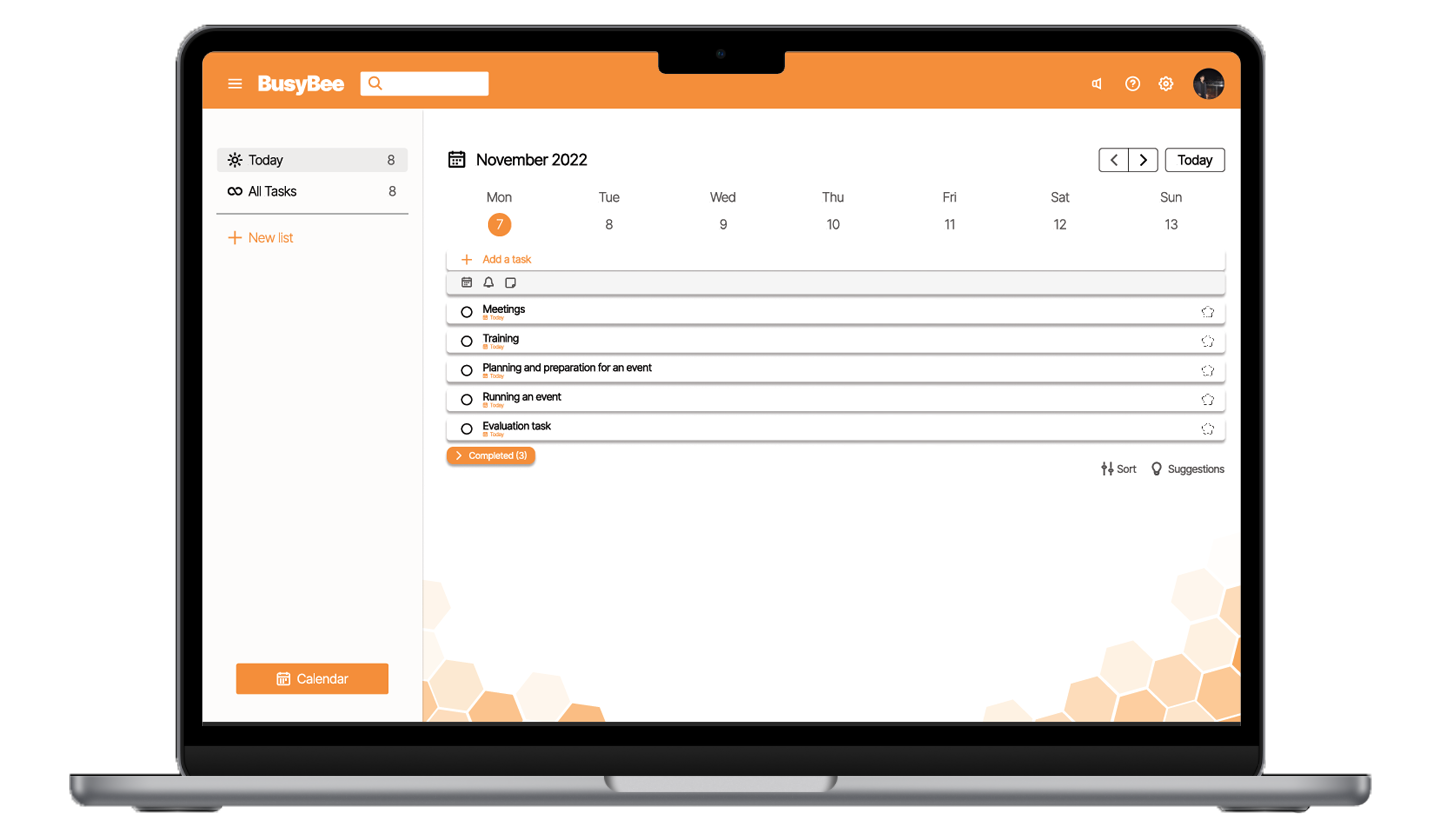 BusyBee
Today 8
All Tasks 8
New list
Calendar
November 2022
Today
Mon Tue Wed Thu Fri Sat Sun
7 8 9 10 11 12 13
Add a task
Meetings
Today
Training
Today
Planning and preparation for an event
Today
Running an event
Today
Evaluation task
Today
Completed (3)
Sort Suggestions